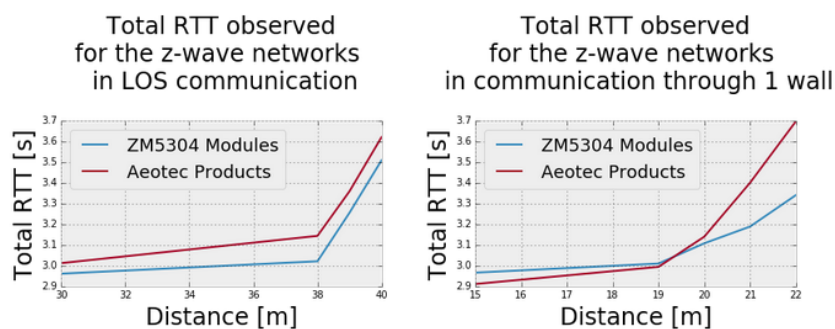 Total RTT observed
for the z-wave networks
in LOS communication
3.7
3.6
3.5
3.4
3.3
3.2
3.1
3.0
2.9
Total RTT [s]
ZM5304 Modules
Aeotec Products
30
32
34
36
38
40
Distance [m]
Total RTT observed
for the z-wave networks
in communication through 1 wall
3.7
3.6
3.5
3.4
3.3
3.2
3.1
3.0
2.9
Total RTT [s]
ZM5304 Modules
Aeotec Products
15
16
17
18
19
20
21
22
Distance [m]